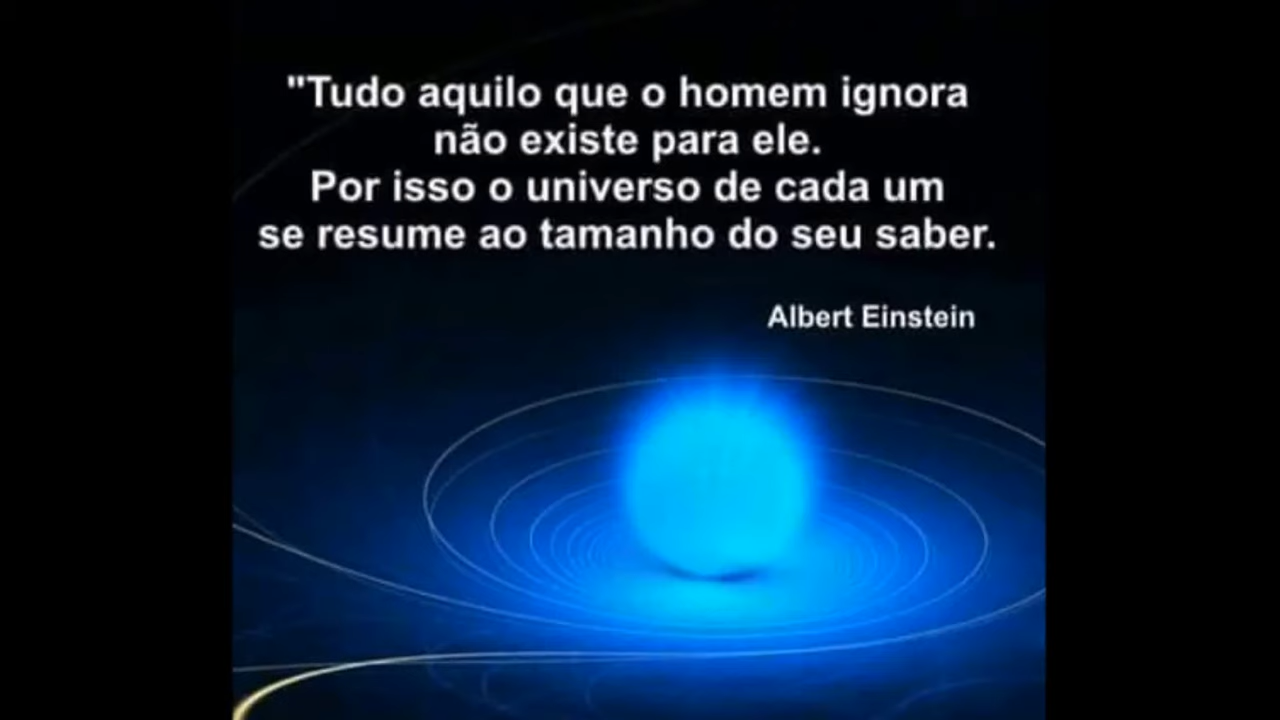 "Tudo aquilo que o homem ignora
não existe para ele.
Por isso o universo de cada um
se resume ao tamanho do seu saber.
Albert Einstein